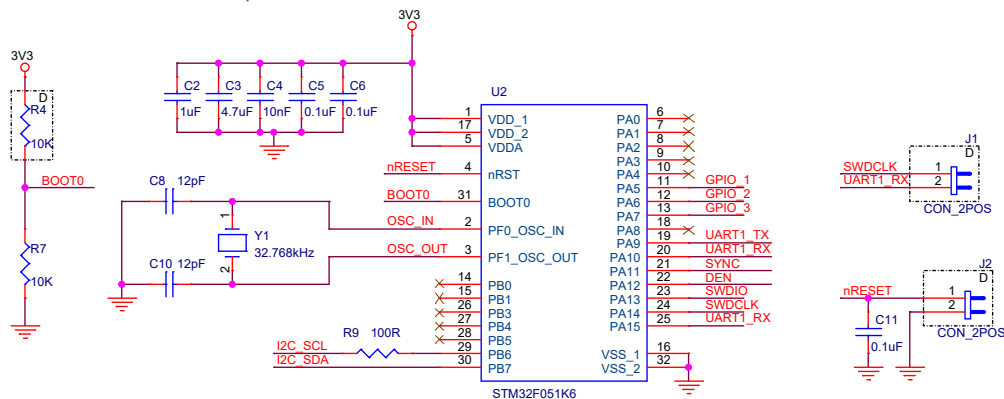 3V3
D
R4
10K
BOOT0
R7
10K
3V3
C2
1uF
C3
4.7uF
C4
10nF
C5
0.1uF
C6
0.1uF
C8 12pF
C10 12pF
1
2
Y1
32.768kHz
nRESET
BOOT0
OSC_IN
OSC_OUT
R9 100R
I2C_SCL
I2C_SDA
U2
1 VDD_1
17 VDD_2
5 VDDA
4 nRST
31 BOOT0
2 PF0_OSC_IN
3 PF1_OSC_OUT
14 PB0
15 PB1
26 PB3
27 PB4
28 PB5
29 PB6
30 PB7
PA0 6
PA1 7
PA2 8
PA3 9
PA4 10
PA5 11 GPIO_1
PA6 12 GPIO_2
PA7 13 GPIO_3
PA8 18
PA9 19 UART1_TX
PA10 20 UART1_RX
PA11 21 SYNC
PA12 22 DEN
PA13 23 SWDIO
PA14 24 SWDCLK
PA15 25 UART1_RX
VSS_1 16
VSS_2 32
STM32F051K6
J1
D
SWDCLK 1
UART1_RX 2
CON_2POS
J2
D
nRESET 1
2
CON_2POS
C11
0.1uF